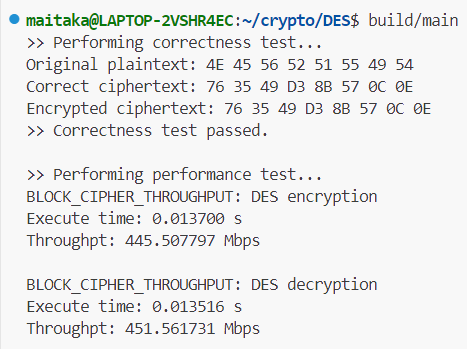 maitaka@LAPTOP-2VSHR4EC:~/crypto/DES$ build/main
>> Performing correctness test...
Original plaintext: 4E 45 56 52 51 55 49 54
Correct ciphertext: 76 35 49 D3 8B 57 0C 0E
Encrypted ciphertext: 76 35 49 D3 8B 57 0C 0E
>> Correctness test passed.
>> Performing performance test...
BLOCK_CIPHER_THROUGHPUT: DES encryption
Execute time: 0.013700 s
Throughpt: 445.507797 Mbps
BLOCK_CIPHER_THROUGHPUT: DES decryption
Execute time: 0.013516 s
Throughpt: 451.561731 Mbps